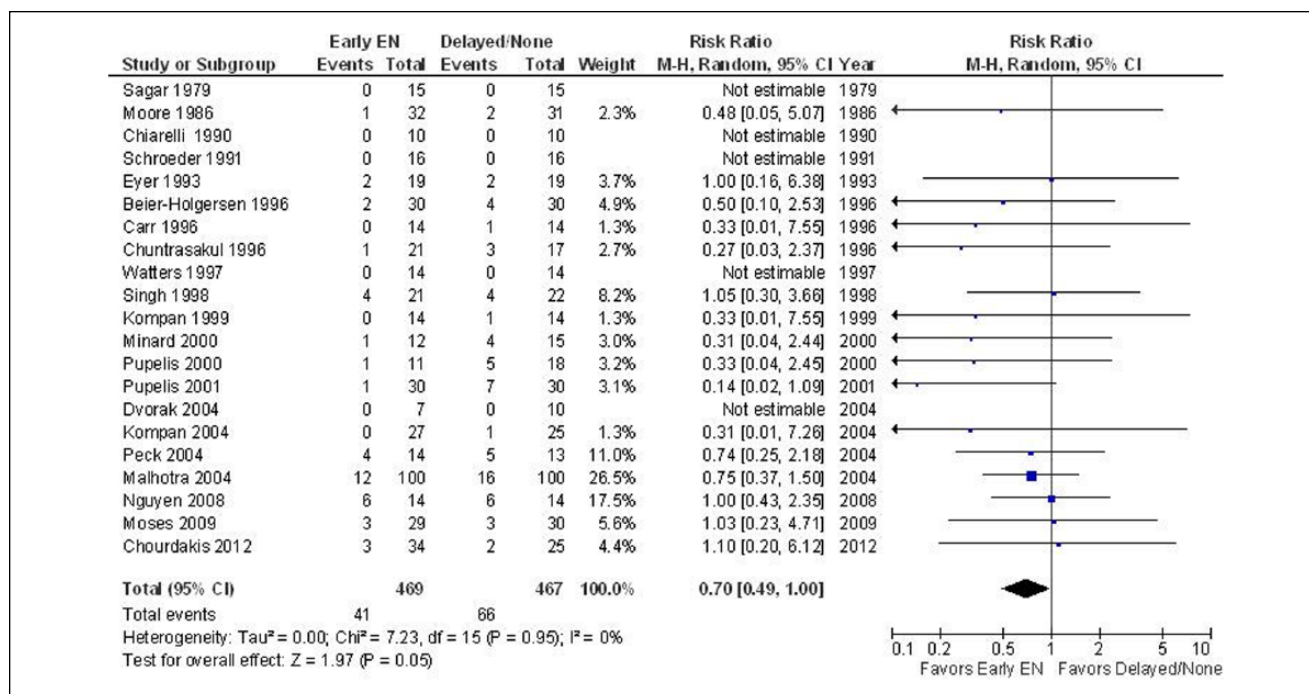 Early EN Delayed/None Risk Ratio Risk Ratio
Study or Subgroup Events Total Events Total Weight M-H, Random, 95% CI Year M-H, Random, 95% CI
Sagar 1979 0 15 0 15 Not estimable 1979
Moore 1986 1 32 2 31 2.3% 0.48 [0.05, 5.07] 1986
Chiarelli 1990 0 10 0 10 Not estimable 1990
Schroeder 1991 0 16 0 16 Not estimable 1991
Eyer 1993 2 19 2 19 3.7% 1.00 [0.16, 6.38] 1993
Beier-Holgersen 1996 2 30 4 30 4.9% 0.50 [0.10, 2.53] 1996
Carr 1996 0 14 1 14 1.3% 0.33 [0.01, 7.55] 1996
Chuntrasakul 1996 1 21 3 17 2.7% 0.27 [0.03, 2.37] 1996
Watters 1997 0 14 0 14 Not estimable 1997
Singh 1998 4 21 4 22 8.2% 1.05 [0.30, 3.66] 1998
Kompan 1999 0 14 1 14 1.3% 0.33 [0.01, 7.55] 1999
Minard 2000 1 12 4 15 3.0% 0.31 [0.04, 2.44] 2000
Pupelis 2000 1 11 5 18 3.2% 0.33 [0.04, 2.45] 2000
Pupelis 2001 1 30 7 30 3.1% 0.14 [0.02, 1.09] 2001
Dvorak 2004 0 7 0 10 Not estimable 2004
Kompan 2004 0 27 1 25 1.3% 0.31 [0.01, 7.26] 2004
Peck 2004 4 14 5 13 11.0% 0.74 [0.25, 2.18] 2004
Malhotra 2004 12 100 16 100 26.5% 0.75 [0.37, 1.50] 2004
Nguyen 2008 6 14 6 14 17.5% 1.00 [0.43, 2.35] 2008
Moses 2009 3 29 3 30 5.6% 1.03 [0.23, 4.71] 2009
Chourdakis 2012 3 34 2 25 4.4% 1.10 [0.20, 6.12] 2012
Total (95% CI) 469 467 100.0% 0.70 [0.49, 1.00]
Total events 41 66
Heterogeneity: Tau² = 0.00; Chi² = 7.23, df = 15 (P = 0.95); I² = 0%
Test for overall effect: Z = 1.97 (P = 0.05)
0.1 0.2 0.5 1 2 5 10
Favors Early EN Favors Delayed/None